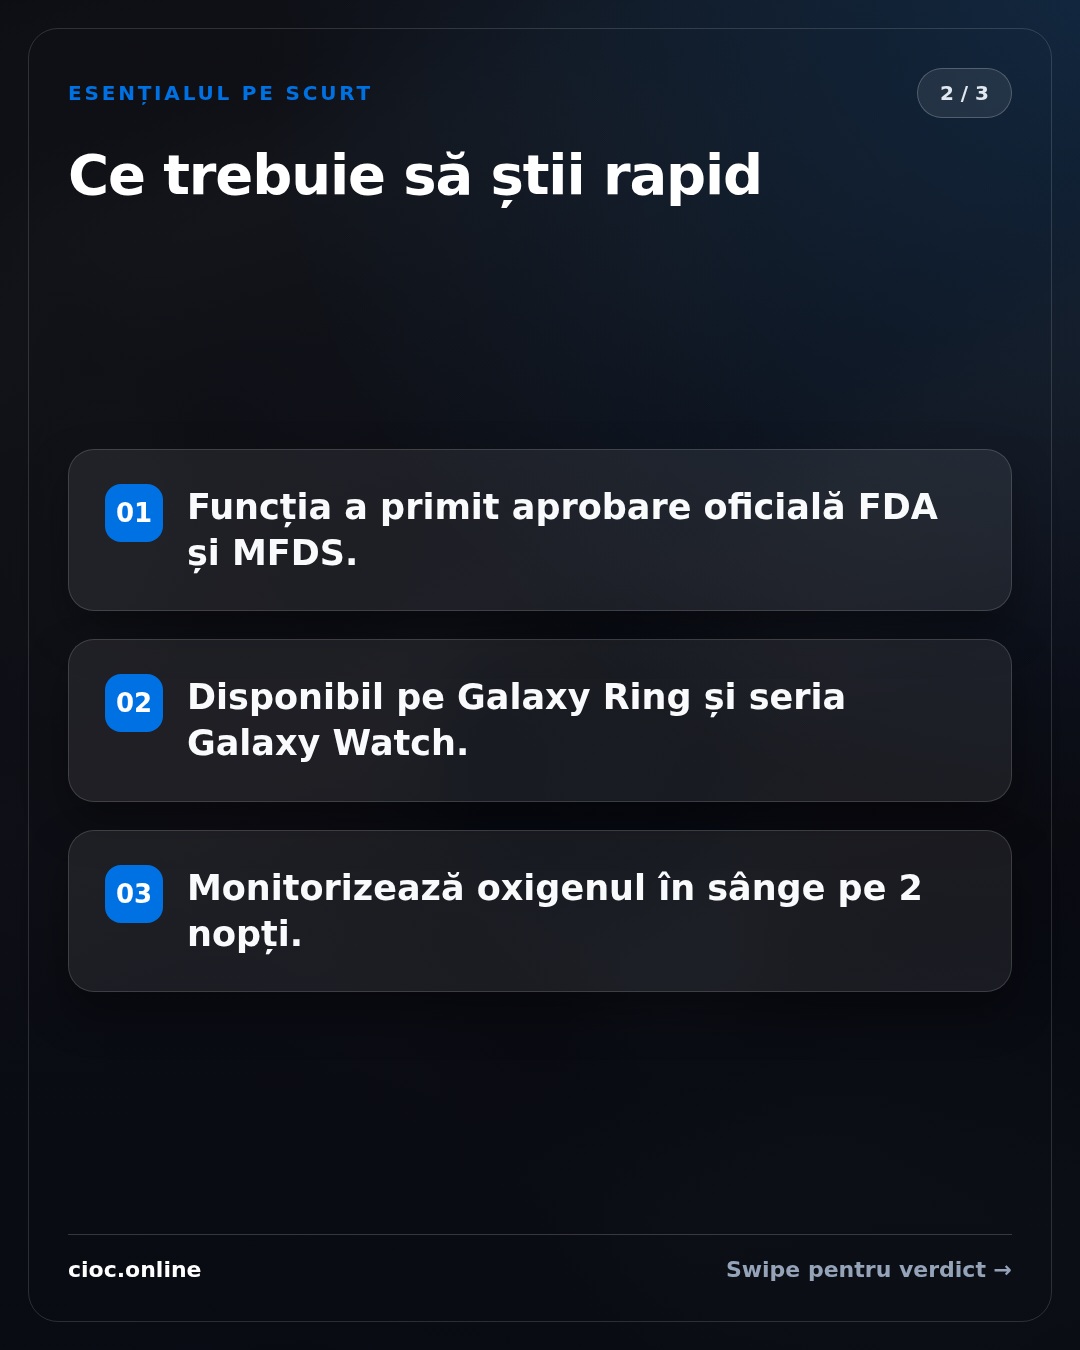 ESENȚIALUL PE SCURT
2 / 3
Ce trebuie să știi rapid
01
Funcția a primit aprobare oficială FDA
și MFDS.
02
Disponibil pe Galaxy Ring și seria
Galaxy Watch.
03
Monitorizează oxigenul în sânge pe 2
nopți.
cioc.online
Swipe pentru verdict →